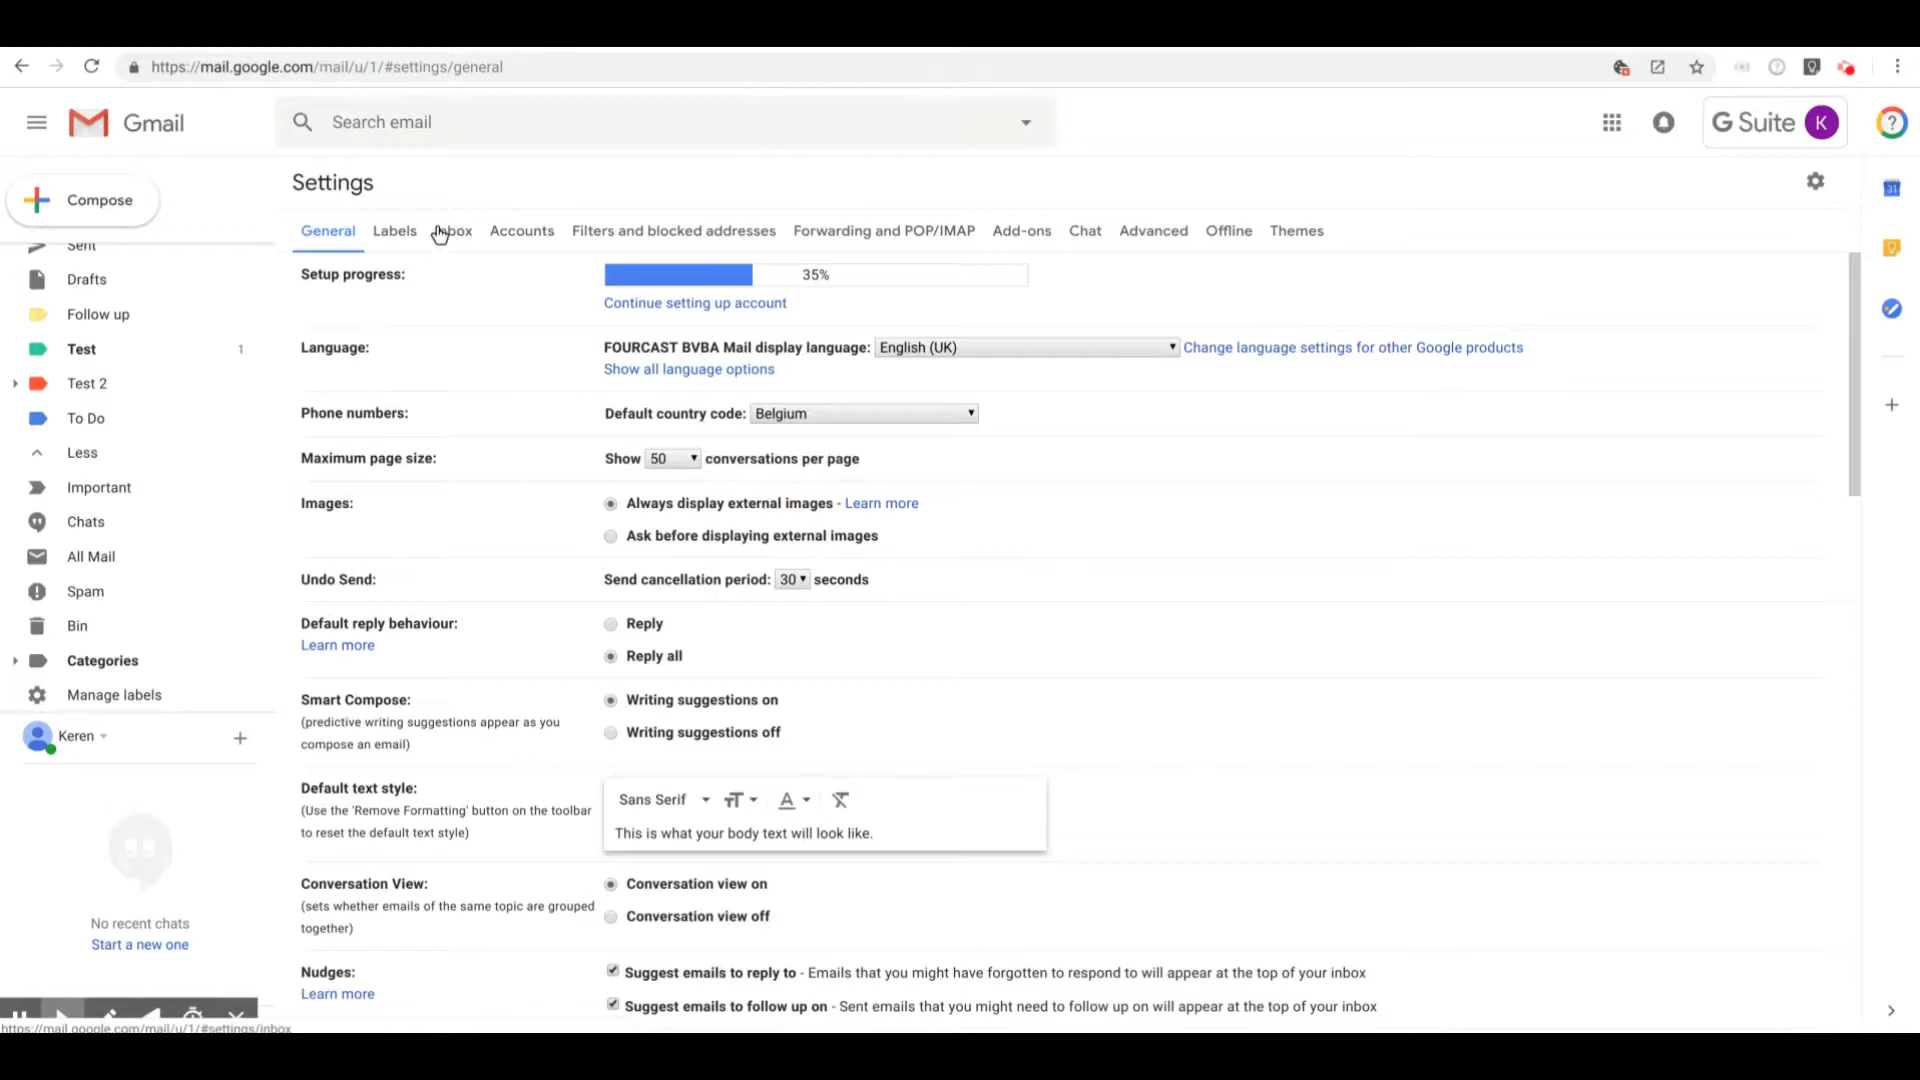 https://mail.google.com/mail/u/1/#settings/general
Gmail
Search email
G Suite K
?
Compose
Sent
Drafts
Follow up
Test 1
Test 2
To Do
Less
Important
Chats
All Mail
Spam
Bin
Categories
Manage labels
Keren
No recent chats
Start a new one
https://mail.google.com/mail/u/1/#settings/inbox
Settings
General Labels Inbox Accounts Filters and blocked addresses Forwarding and POP/IMAP Add-ons Chat Advanced Offline Themes
Setup progress: 35%
Continue setting up account
Language: FOURCAST BVBA Mail display language: English (UK) Change language settings for other Google products
Show all language options
Phone numbers: Default country code: Belgium
Maximum page size: Show 50 conversations per page
Images: Always display external images - Learn more
Ask before displaying external images
Undo Send: Send cancellation period: 30 seconds
Default reply behaviour: Reply
Learn more
Reply all
Smart Compose: Writing suggestions on
(predictive writing suggestions appear as you
compose an email)
Writing suggestions off
Default text style:
(Use the 'Remove Formatting' button on the toolbar
to reset the default text style)
Sans Serif
This is what your body text will look like.
Conversation View: Conversation view on
(sets whether emails of the same topic are grouped
together)
Conversation view off
Nudges: Suggest emails to reply to - Emails that you might have forgotten to respond to will appear at the top of your inbox
Learn more
Suggest emails to follow up on - Sent emails that you might need to follow up on will appear at the top of your inbox
31